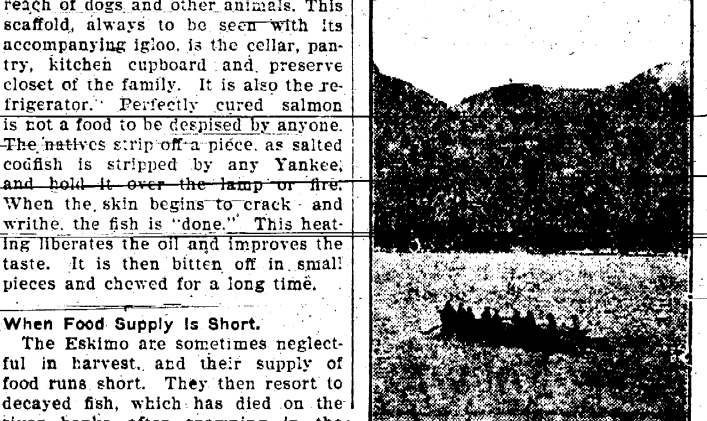 reach of dogs and other animals. This
scaffold, always to be seen with its
accompanying igloo, is the cellar, pan-
try, kitchen cupboard and preserve
closet of the family. It is also the re-
frigerator. Perfectly cured salmon
is not a food to be despised by anyone.
The natives strip off a piece, as salted
codfish is stripped by any Yankee,
and hold it over the lamp or fire.
When the skin begins to crack and
writhe, the fish is "done." This heat-
ing liberates the oil and improves the
taste. It is then bitten off in small
pieces and chewed for a long time.
When Food Supply Is Short.
The Eskimo are sometimes neglect-
ful in harvest, and their supply of
food runs short. They then resort to
decayed fish, which has died on the
river banks after spawning in the